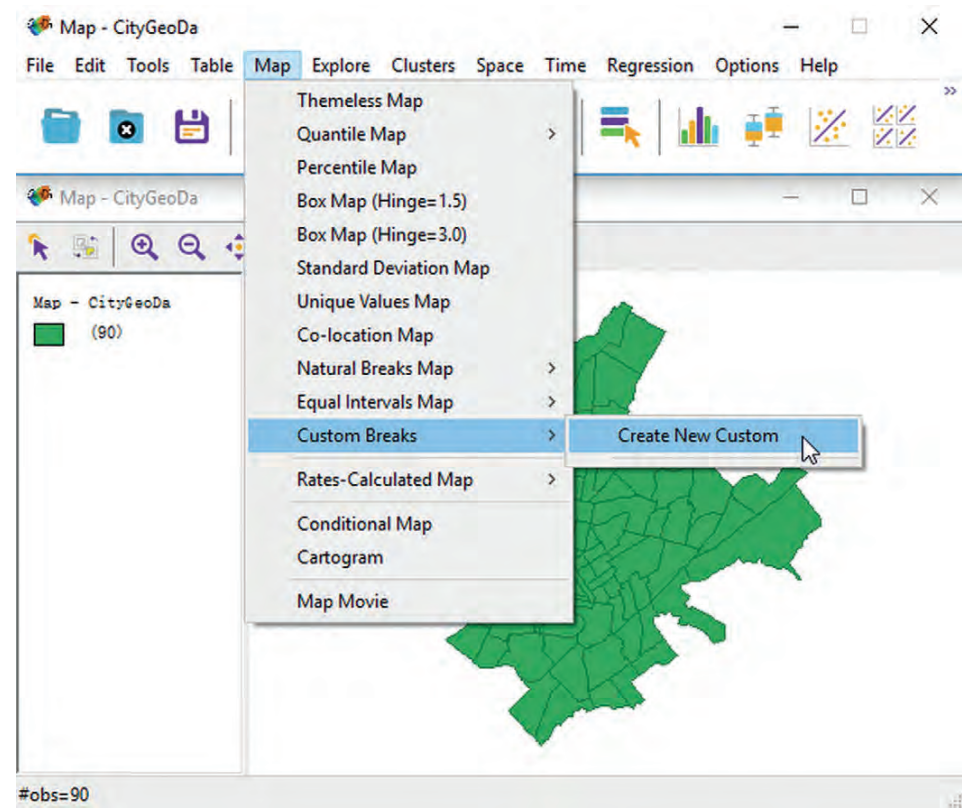 Map - CityGeoDa
File Edit Tools Table Map Explore Clusters Space Time Regression Options Help
»
Themeless Map
Quantile Map >
Percentile Map
Box Map (Hinge=1.5)
Box Map (Hinge=3.0)
Standard Deviation Map
Unique Values Map
Co-location Map
Natural Breaks Map >
Equal Intervals Map >
Custom Breaks >
Create New Custom
Rates-Calculated Map >
Conditional Map
Cartogram
Map Movie
Map - CityGeoDa
Map - CityGeoDa
(90)
#obs=90